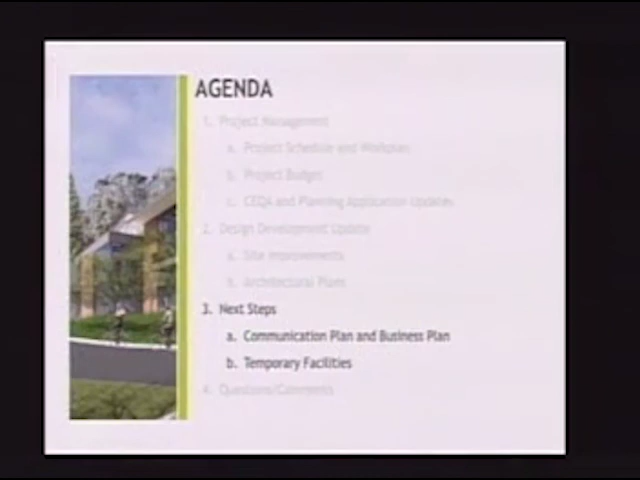 AGENDA
1. Project Management
a. Project Schedule and Workplan
b. Project Budget
c. CEQA and Planning Application Updates
2. Design Development Update
a. Site Improvements
b. Architectural Plans
3. Next Steps
a. Communication Plan and Business Plan
b. Temporary Facilities
4. Questions/Comments